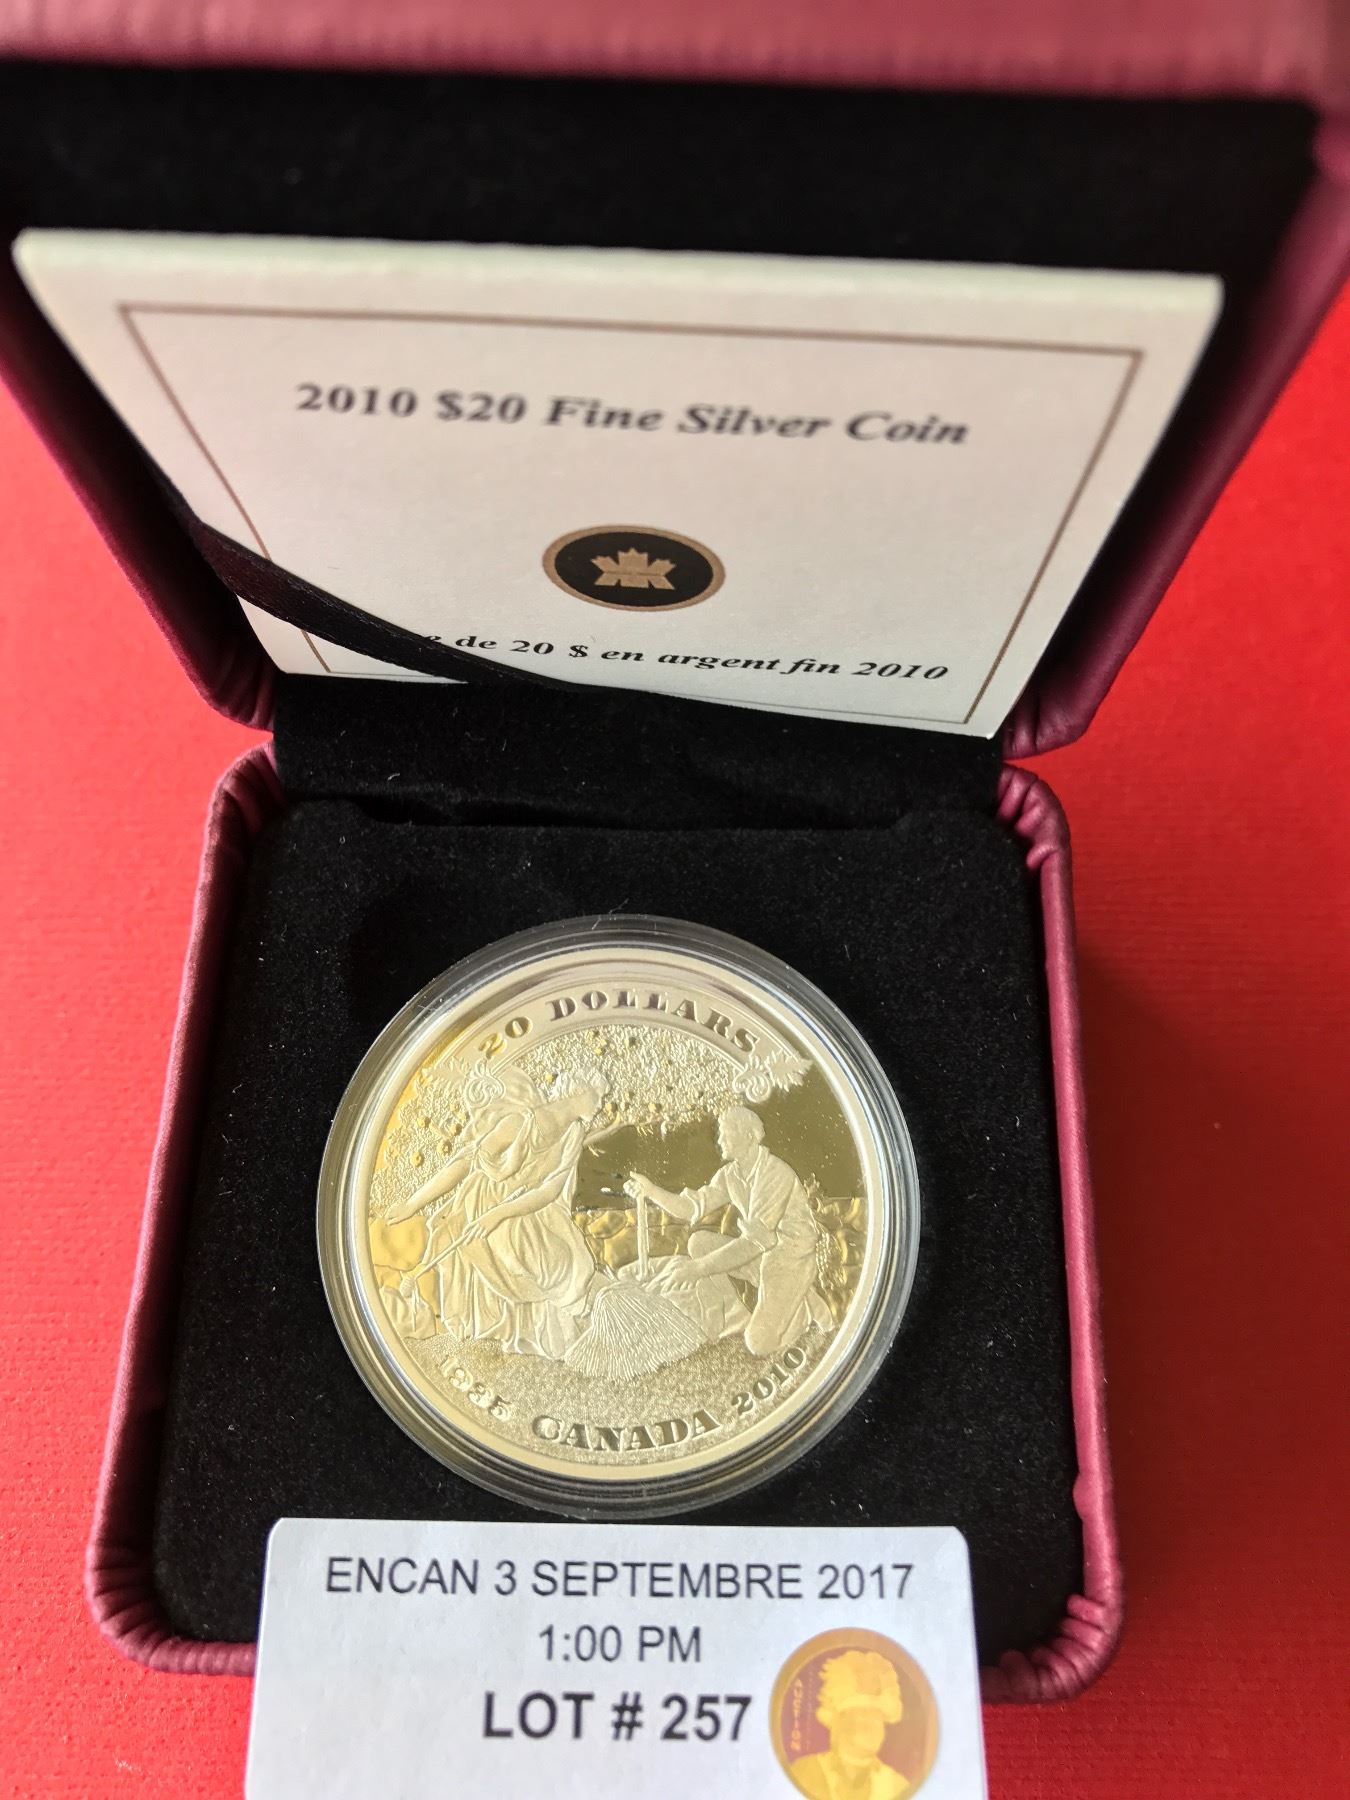 2010 $20 Fine Silver Coin
de 20 $ en argent fin 2010
20 DOLLARS
1935 CANADA 2010
ENCAN 3 SEPTEMBRE 2017
1:00 PM
LOT # 257